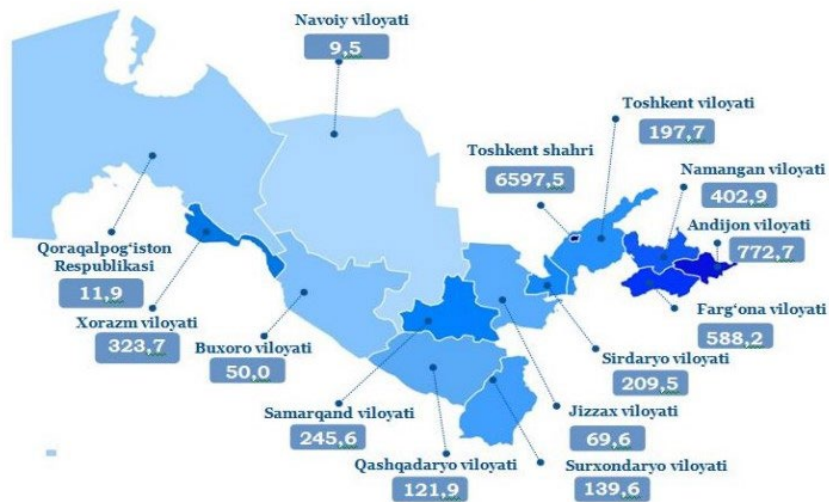 Navoiy viloyati
9,5
Toshkent viloyati
197,7
Toshkent shahri
6597,5
Namangan viloyati
402,9
Andijon viloyati
772,7
Qoraqalpog‘iston
Respublikasi
11,9
Xorazm viloyati
323,7
Buxoro viloyati
50,0
Farg‘ona viloyati
588,2
Sirdaryo viloyati
209,5
Samarqand viloyati
245,6
Jizzax viloyati
69,6
Qashqadaryo viloyati
121,9
Surxondaryo viloyati
139,6